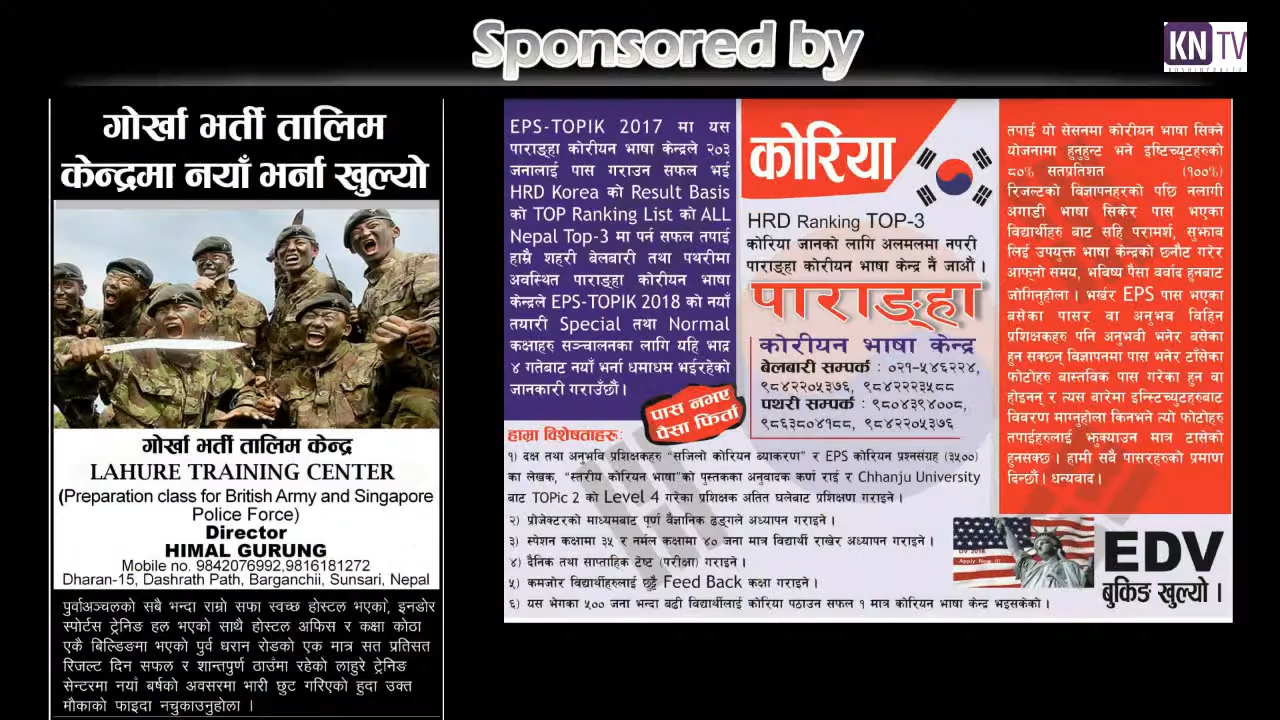 Sponsored by
KN TV
गोर्खा भर्ती तालिम
केन्द्रमा नयाँ भर्ना खुल्यो
गोर्खा भर्ती तालिम केन्द्र
LAHURE TRAINING CENTER
(Preparation class for British Army and Singapore
Police Force)
Director
HIMAL GURUNG
Mobile no. 9842076992,9816181272
Dharan-15, Dashrath Path, Barganchii, Sunsari, Nepal
पुर्वाञ्चलको सबै भन्दा राम्रो सफा स्वच्छ होस्टल भएको, इनडोर
स्पोर्टस ट्रेनिङ हल भएको साथै होस्टल अफिस र कक्षा कोठा
एकै बिल्डिङमा भएको पुर्व धरान रोडको एक मात्र सत प्रतिसत
रिजल्ट दिन सफल र शान्तपुर्ण ठाउँमा रहेको लाहुरे ट्रेनिङ
सेन्टरमा नयाँ बर्षको अवसरमा भारी छुट गरिएको हुदा उक्त
मौकाको फाइदा नचुकाउनुहोला ।
EPS-TOPIK 2017 मा यस
पाराङ्हा कोरीयन भाषा केन्द्रले २०३
जनालाई पास गराउन सफल भई
HRD Korea को Result Basis
को TOP Ranking List को ALL
Nepal Top-3 मा पर्न सफल तपाई
हाम्रै शहरी बेलबारी तथा पथरीमा
अवस्थित पाराङ्हा कोरीयन भाषा
केन्द्रले EPS-TOPIK 2018 को नयाँ
तयारी Special तथा Normal
कक्षाहरु सञ्चालनका लागि यहि भाद्र
४ गतेबाट नयाँ भर्ना धमाधम भईरहेको
जानकारी गराउँछौं ।
कोरिया
HRD Ranking TOP-3
कोरिया जानको लागि अलमलमा नपरी
पाराङ्हा कोरीयन भाषा केन्द्र नै जाऔं ।
पाराङ्हा
कोरीयन भाषा केन्द्र
बेलबारी सम्पर्क : ०२१-५४६२२४,
९८४२२०५३७६, ९८४२२२३५८८
पथरी सम्पर्क : ९८०४३९४००८,
९८६३८०४१८८, ९८४२२०५३७६
पास नभए
पैसा फिर्ता
तपाई यो सेसनमा कोरीयन भाषा सिक्ने
योजनामा हुनुहुन्ट भने इष्टिच्युटहरुको
८०% सतप्रतिशत (१००%)
रिजल्टको विज्ञापनहरको पछि नलागी
अगाडी भाषा सिकेर पास भएका
विद्यार्थीहरु बाट सहि परामर्श, सुझाव
लिई उपयुक्त भाषा केन्द्रको छनौट गरेर
आफ्नो समय, भविष्य पैसा वर्वाद हुनबाट
जोगिनुहोला । भर्खर EPS पास भएका
बसेका पासर वा अनुभव विहिन
प्रशिक्षकहरु पनि अनुभवी भनेर बसेका
हुन सक्छन् विज्ञापनमा पास भनेर टाँसेका
फोटोहरु बास्तविक पास गरेका हुन वा
होइनन् र त्यस बारेमा इन्स्टिच्युटहरुबाट
विबरण माग्नुहोला किनभने त्यो फोटोहरु
तपाईहरुलाई झुक्याउन मात्र टासेको
हुनसक्छ । हामी सबै पासरहरुको प्रमाण
दिन्छौं । धन्यवाद ।
हाम्रा विशेषताहरु:
१) दक्ष तथा अनुभवि प्रशिक्षकहरु "सजिलो कोरियन ब्याकरण" र EPS कोरियन प्रश्नसंग्रह (३५००)
का लेखक, "स्तरीय कोरियन भाषा"को पुस्तकका अनुवादक कर्ण राई र Chhanju University
बाट TOPic 2 को Level 4 गरेका प्रशिक्षक अतित घलेबाट प्रशिक्षण गराइने ।
२) प्रोजेक्टरको माध्यमबाट पूर्ण वैज्ञानिक ढङ्गले अध्यापन गराइने ।
३) स्पेशन कक्षामा ३५ र नर्मल कक्षामा ४० जना मात्र विद्यार्थी राखेर अध्यापन गराइने ।
४) दैनिक तथा साप्ताहिक टेष्ट (परीक्षा) गराइने ।
५) कमजोर विद्यार्थीहरुलाई छुट्टै Feed Back कक्षा गराइने ।
६) यस भेगका ५०० जना भन्दा बढी विद्यार्थीलाई कोरिया पठाउन सफल १ मात्र कोरियन भाषा केन्द्र भइसकेको ।
DV 2018
Apply Now !!!
EDV
बुकिङ खुल्यो ।